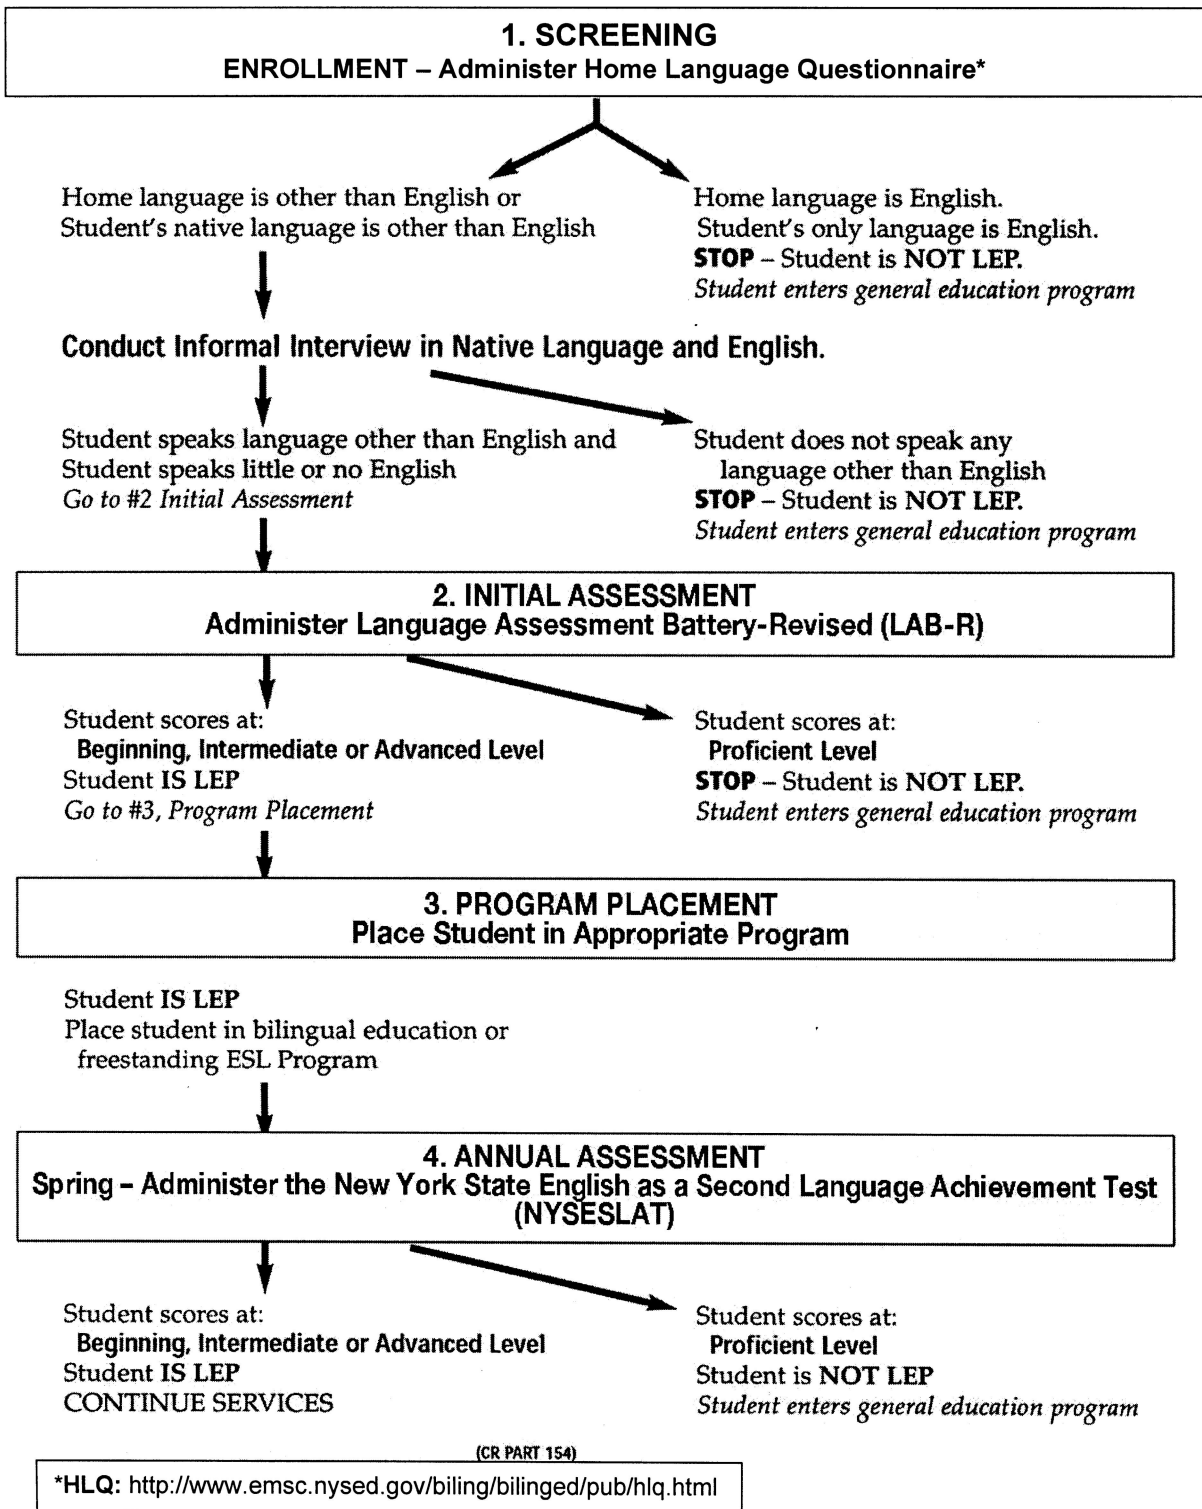 1. SCREENING
ENROLLMENT – Administer Home Language Questionnaire*
Home language is other than English or
Student's native language is other than English
Home language is English.
Student's only language is English.
STOP – Student is NOT LEP.
Student enters general education program
Conduct Informal Interview in Native Language and English.
Student speaks language other than English and
Student speaks little or no English
Go to #2 Initial Assessment
Student does not speak any
language other than English
STOP – Student is NOT LEP.
Student enters general education program
2. INITIAL ASSESSMENT
Administer Language Assessment Battery-Revised (LAB-R)
Student scores at:
Beginning, Intermediate or Advanced Level
Student IS LEP
Go to #3, Program Placement
Student scores at:
Proficient Level
STOP – Student is NOT LEP.
Student enters general education program
3. PROGRAM PLACEMENT
Place Student in Appropriate Program
Student IS LEP
Place student in bilingual education or
freestanding ESL Program
4. ANNUAL ASSESSMENT
Spring – Administer the New York State English as a Second Language Achievement Test
(NYSESLAT)
Student scores at:
Beginning, Intermediate or Advanced Level
Student IS LEP
CONTINUE SERVICES
Student scores at:
Proficient Level
Student is NOT LEP
Student enters general education program
(CR PART 154)
*HLQ: http://www.emsc.nysed.gov/biling/bilinged/pub/hlq.html